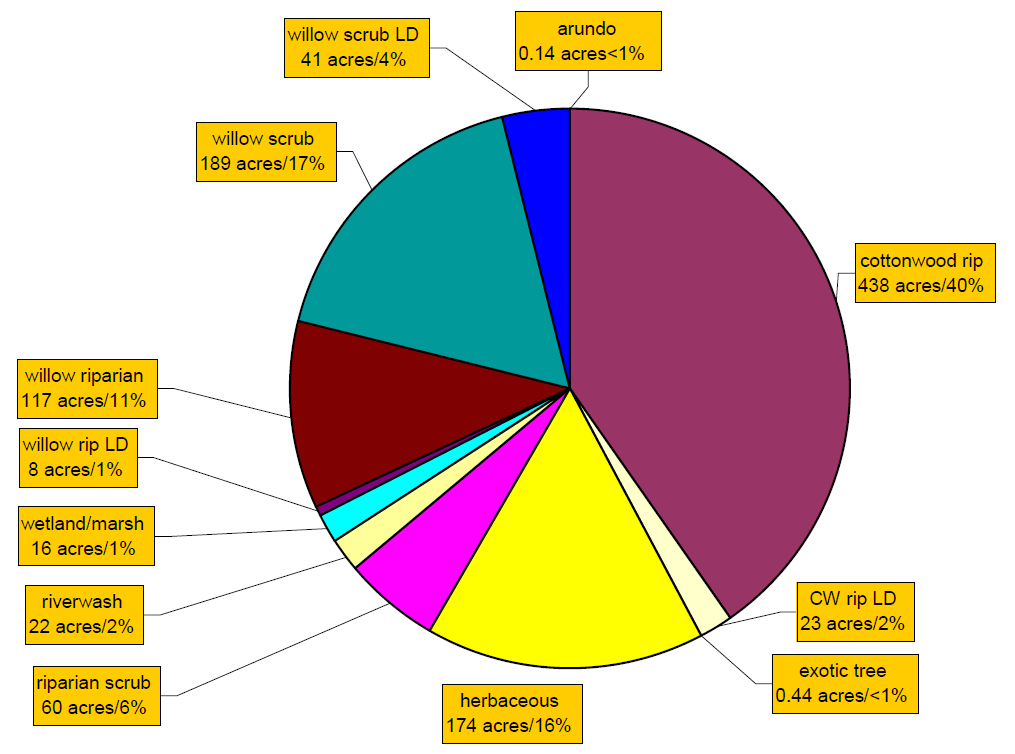 arundo
0.14 acres<1%
willow scrub LD
41 acres/4%
willow scrub
189 acres/17%
cottonwood rip
438 acres/40%
willow riparian
117 acres/11%
willow rip LD
8 acres/1%
wetland/marsh
16 acres/1%
riverwash
22 acres/2%
riparian scrub
60 acres/6%
herbaceous
174 acres/16%
CW rip LD
23 acres/2%
exotic tree
0.44 acres/<1%